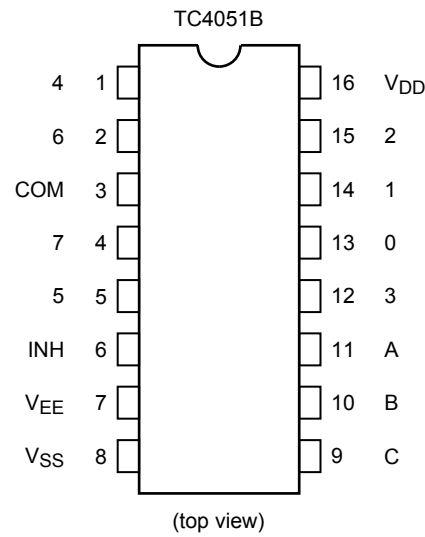 TC4051B
4 1 16 VDD
6 2 15 2
COM 3 14 1
7 4 13 0
5 5 12 3
INH 6 11 A
VEE 7 10 B
VSS 8 9 C
(top view)